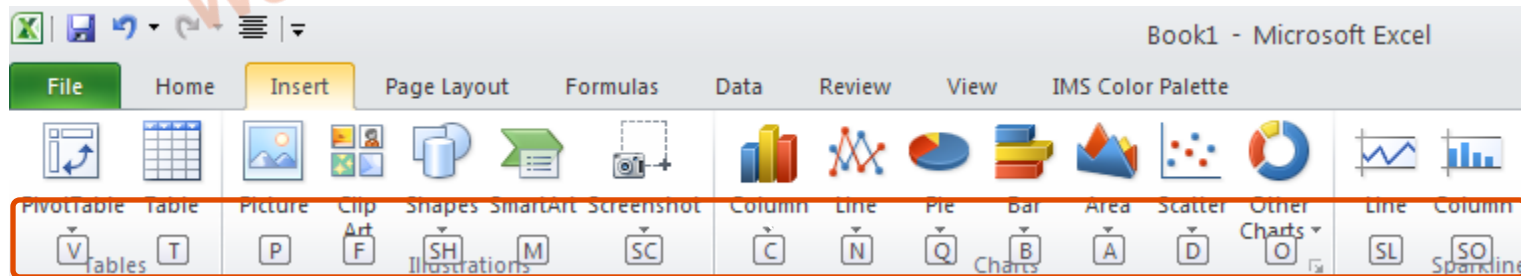 Book1 - Microsoft Excel
File Home Insert Page Layout Formulas Data Review View IMS Color Palette
PivotTable Table Picture Clip Art Shapes SmartArt Screenshot Column Line Pie Bar Area Scatter Other Charts Line Column
V T P F SH M SC C N Q B A D O SL SO
Tables Illustrations Charts